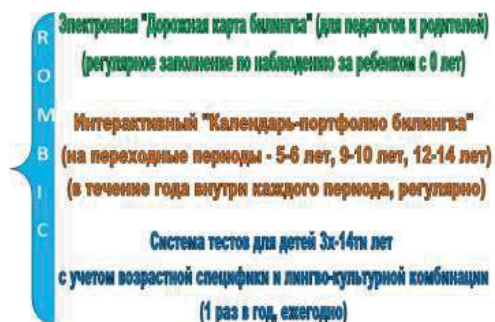 ROMBIC
Электронная "Дорожная карта билингва" (для педагогов и родителей)
(регулярное заполнение по наблюдению за ребенком с 0 лет)
Интерактивный "Календарь-портфолио билингва"
(на переходные периоды - 5-6 лет, 9-10 лет, 12-14 лет)
(в течение года внутри каждого периода, регулярно)
Система тестов для детей 3х-14ти лет
с учетом возрастной специфики и лингво-культурной комбинации
(1 раз в год, ежегодно)